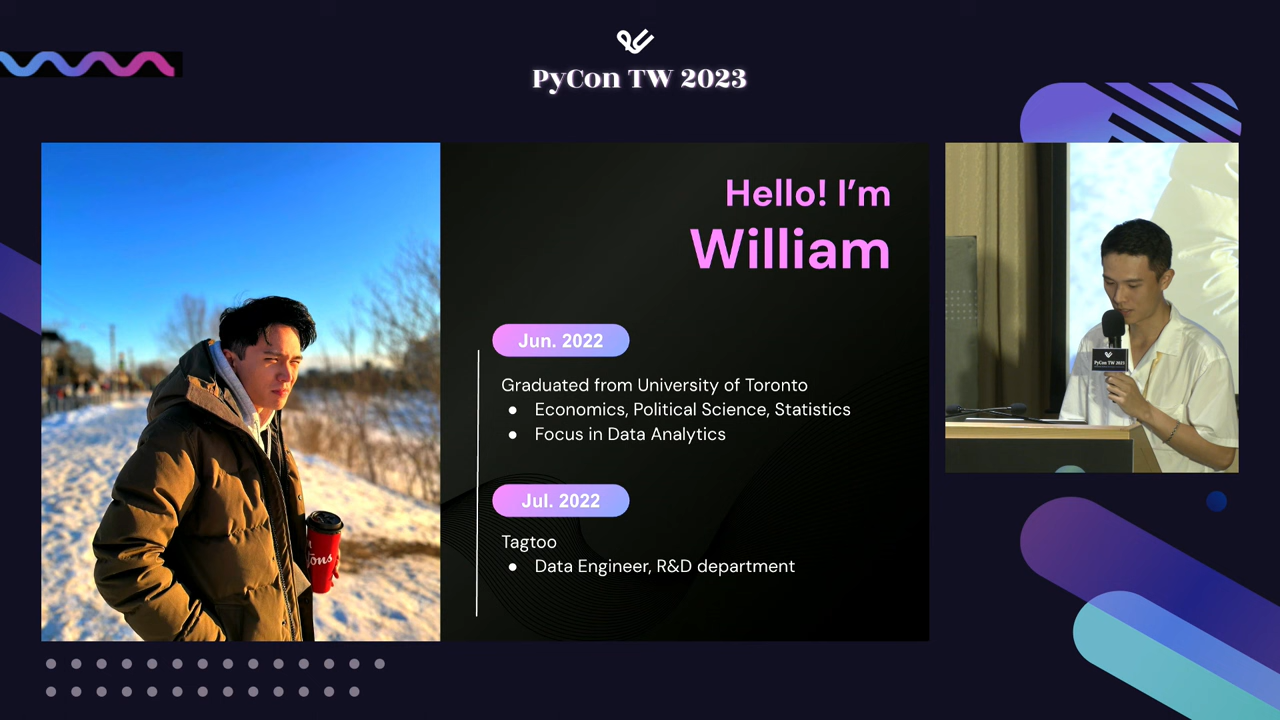 PyCon TW 2023
Hello! I'm
William
Jun. 2022
Graduated from University of Toronto
● Economics, Political Science, Statistics
● Focus in Data Analytics
Jul. 2022
Tagtoo
● Data Engineer, R&D department
PyCon TW 2023